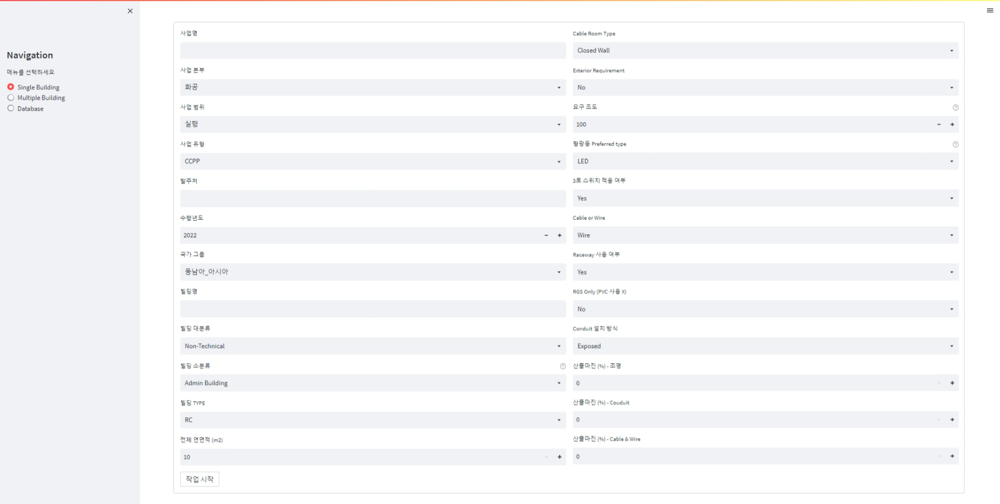 Navigation
메뉴를 선택하세요
Single Building
Multiple Building
Database
사업명
사업 본부
화공
사업 범위
실행
사업 유형
CCPP
발주처
수행년도
2022
국가 그룹
동남아_아시아
빌딩명
빌딩 대분류
Non-Technical
빌딩 소분류
Admin Building
빌딩 TYPE
RC
전체 연면적 (m2)
10
작업 시작
Cable Room Type
Closed Wall
Exterior Requirement
No
요구 조도
100
형광등 Preferred type
LED
3로 스위치 적용 여부
Yes
Cable or Wire
Wire
Raceway 사용 여부
Yes
RGS Only (PVC 사용 X)
No
Conduit 설치 방식
Exposed
산출마진 (%) - 조명
0
산출마진 (%) - Couduit
0
산출마진 (%) - Cable & Wire
0